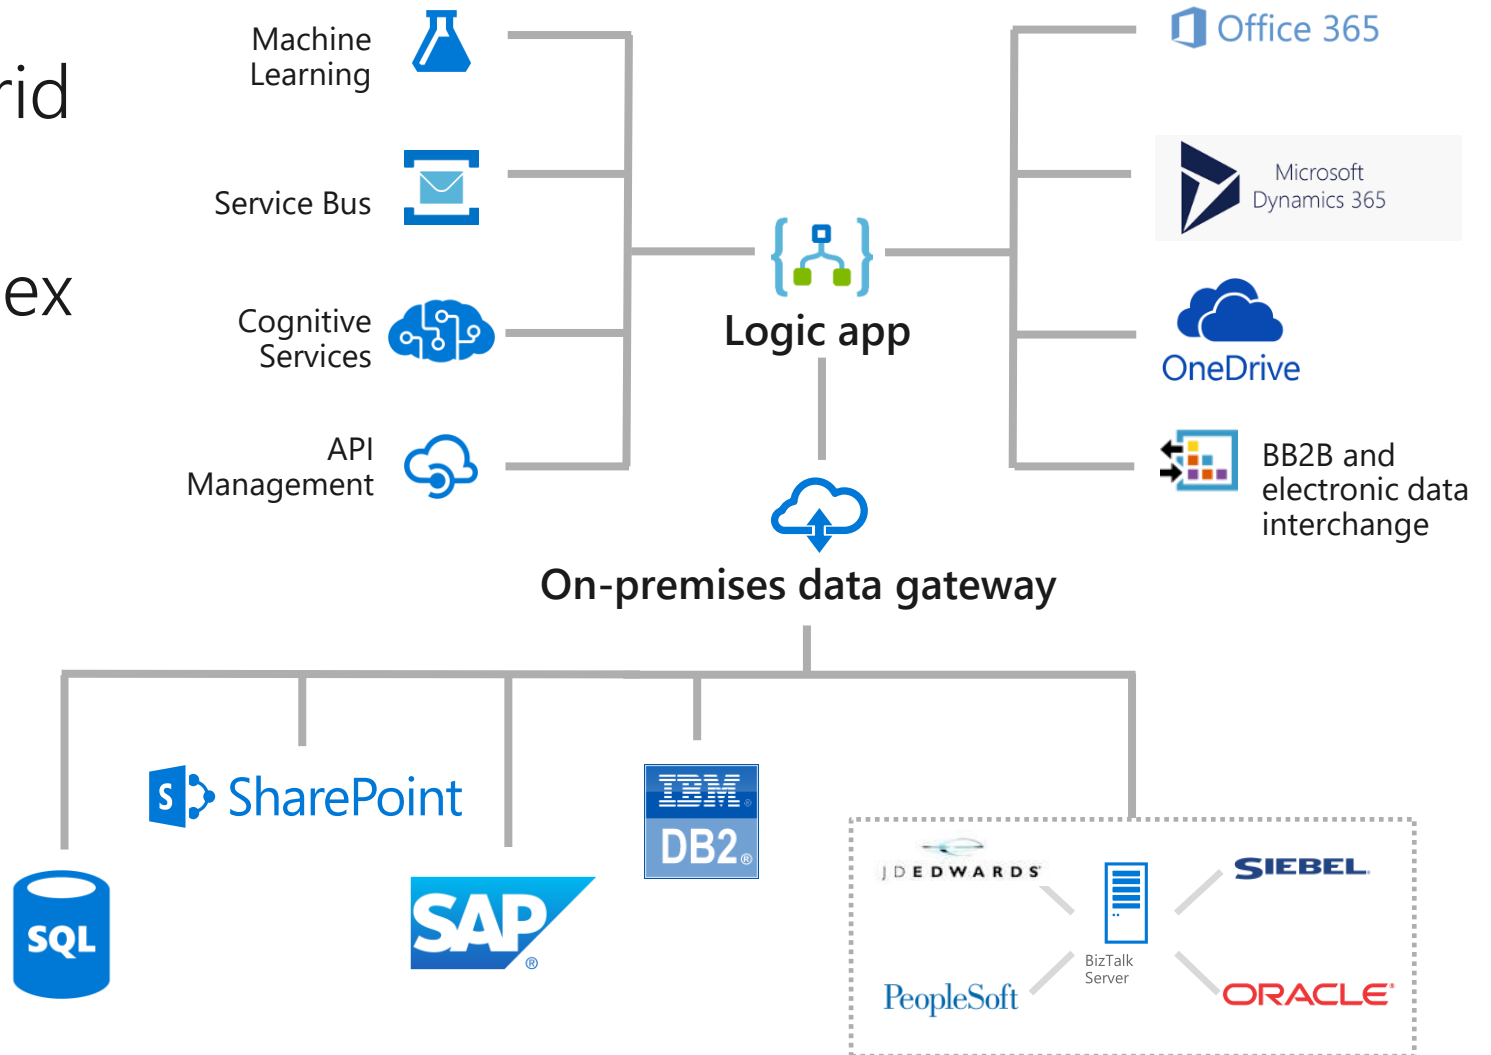 rid
ex
Machine
Learning
Service Bus
Cognitive
Services
API
Management
Logic app
Office 365
Microsoft
Dynamics 365
OneDrive
BB2B and
electronic data
interchange
On-premises data gateway
SQL
S SharePoint
SAP®
IBM®
DB2®
JDEDWARDS
SIEBEL
BizTalk
Server
PeopleSoft
ORACLE®